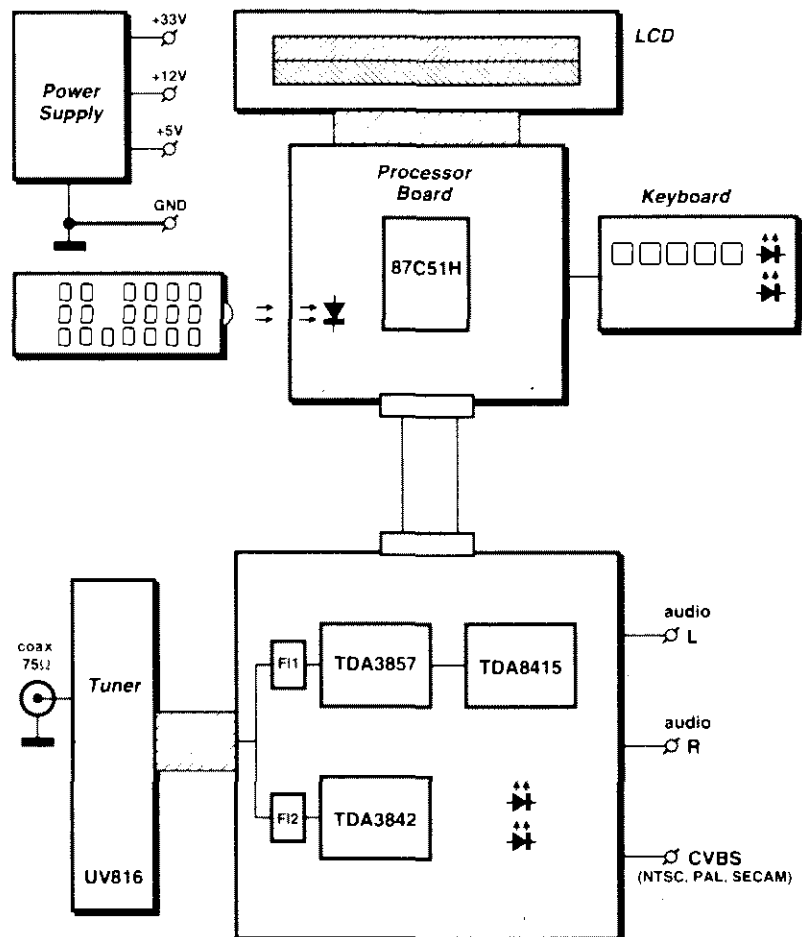 +33V
LCD
+12V
Power
Supply
+5V
Processor
Board
GND
Keyboard
87C51H
audio
L
coax
75Ω
Tuner
FI1
TDA3857
TDA8415
audio
R
FI2
TDA3842
UV816
CVBS
(NTSC, PAL, SECAM)